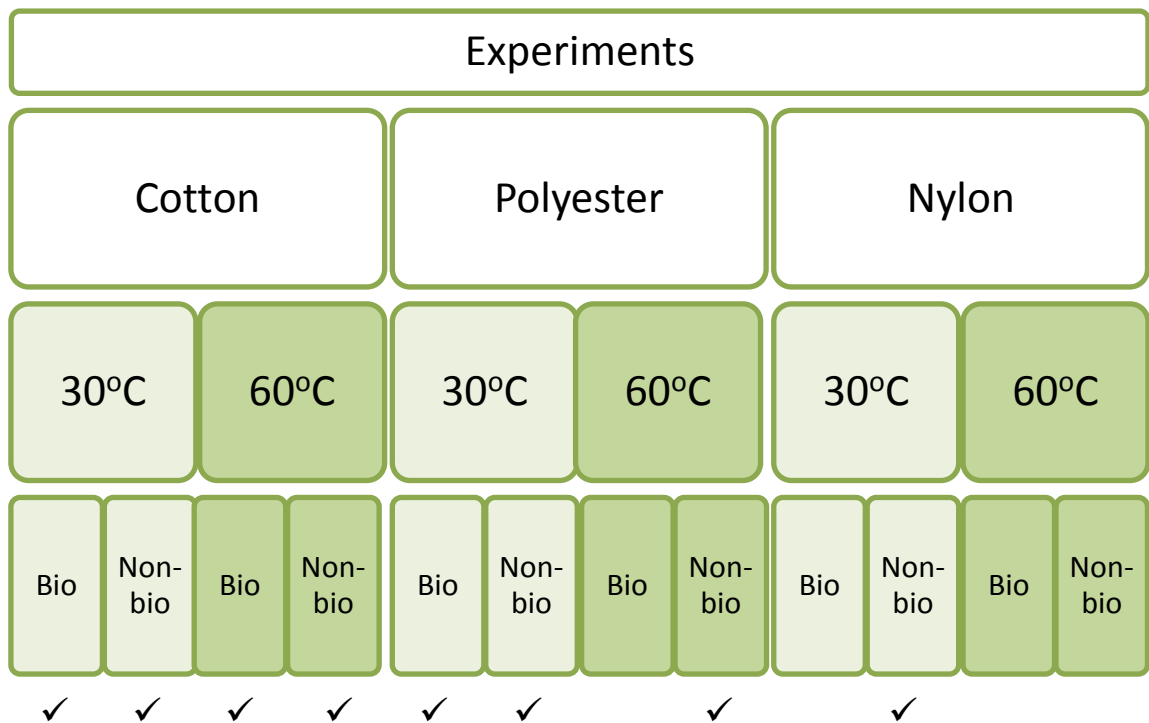 Experiments
Cotton Polyester Nylon
30°C 60°C 30°C 60°C 30°C 60°C
Bio Non-
bio Bio Non-
bio Bio Non-
bio Bio Non-
bio Bio Non-
bio Bio Non-
bio
✓ ✓ ✓ ✓ ✓ ✓ ✓ ✓